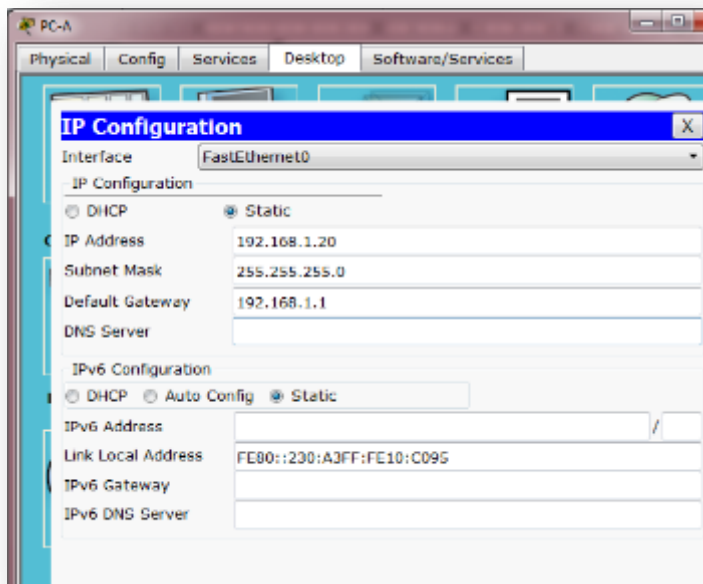 PC-A
Physical Config Services Desktop Software/Services
IP Configuration X
Interface FastEthernet0
IP Configuration
DHCP Static
IP Address 192.168.1.20
Subnet Mask 255.255.255.0
Default Gateway 192.168.1.1
DNS Server
IPv6 Configuration
DHCP Auto Config Static
IPv6 Address /
Link Local Address FE80::230:A3FF:FE10:C095
IPv6 Gateway
IPv6 DNS Server